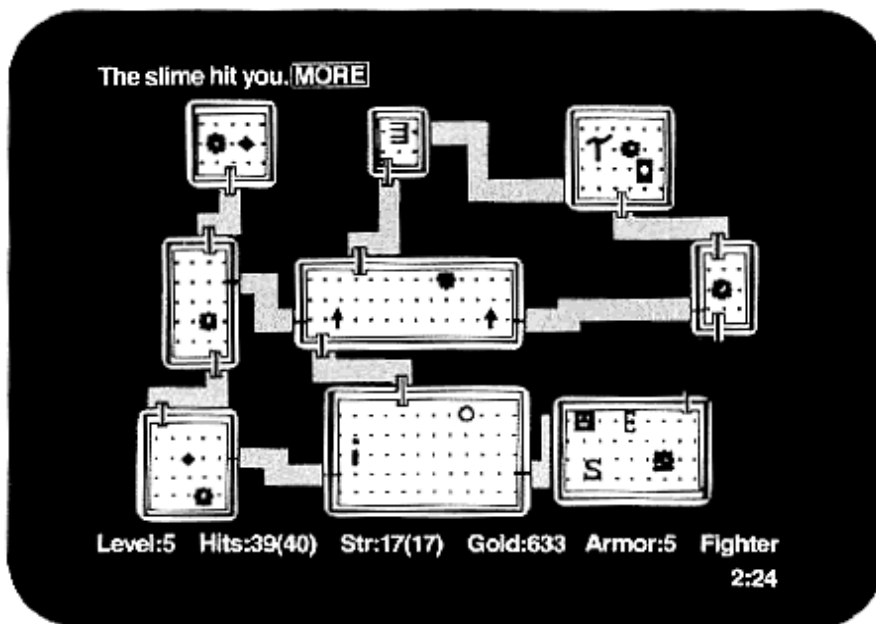 The slime hit you. MORE
i
E
S
Level:5 Hits:39(40) Str:17(17) Gold:633 Armor:5 Fighter
2:24